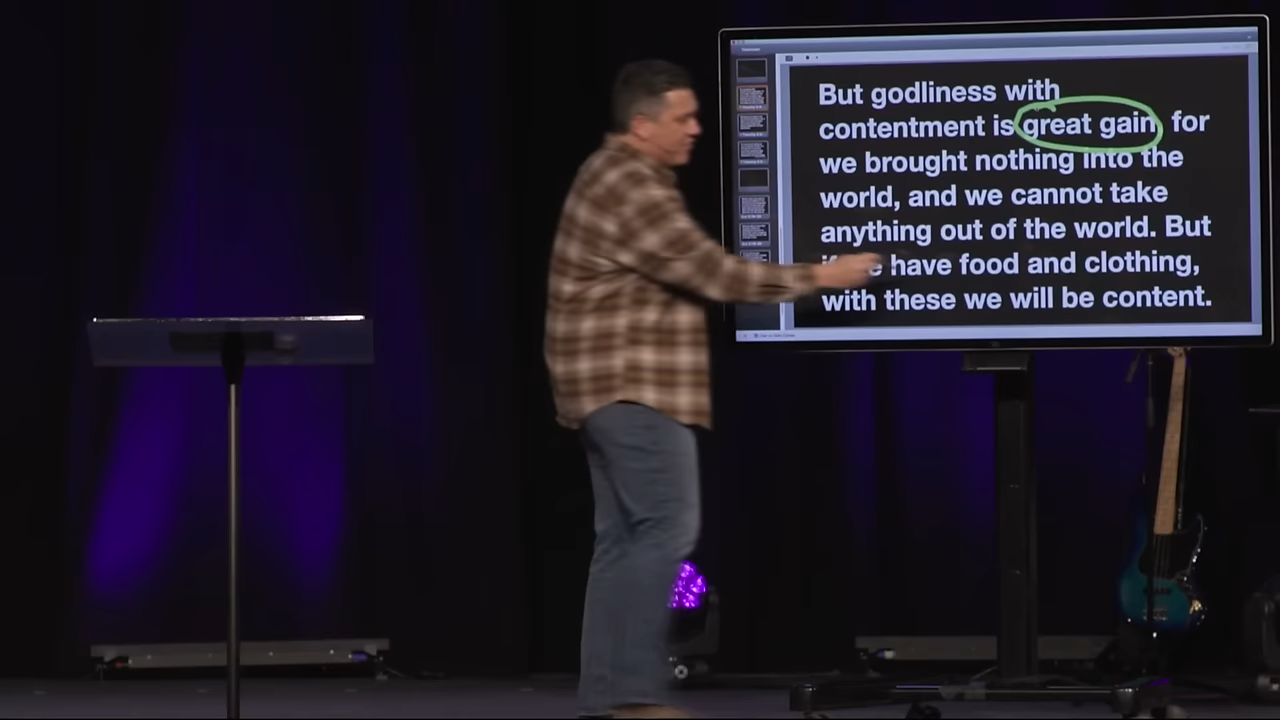 But godliness with
contentment is great gain, for
we brought nothing into the
world, and we cannot take
anything out of the world. But
have food and clothing,
with these we will be content.